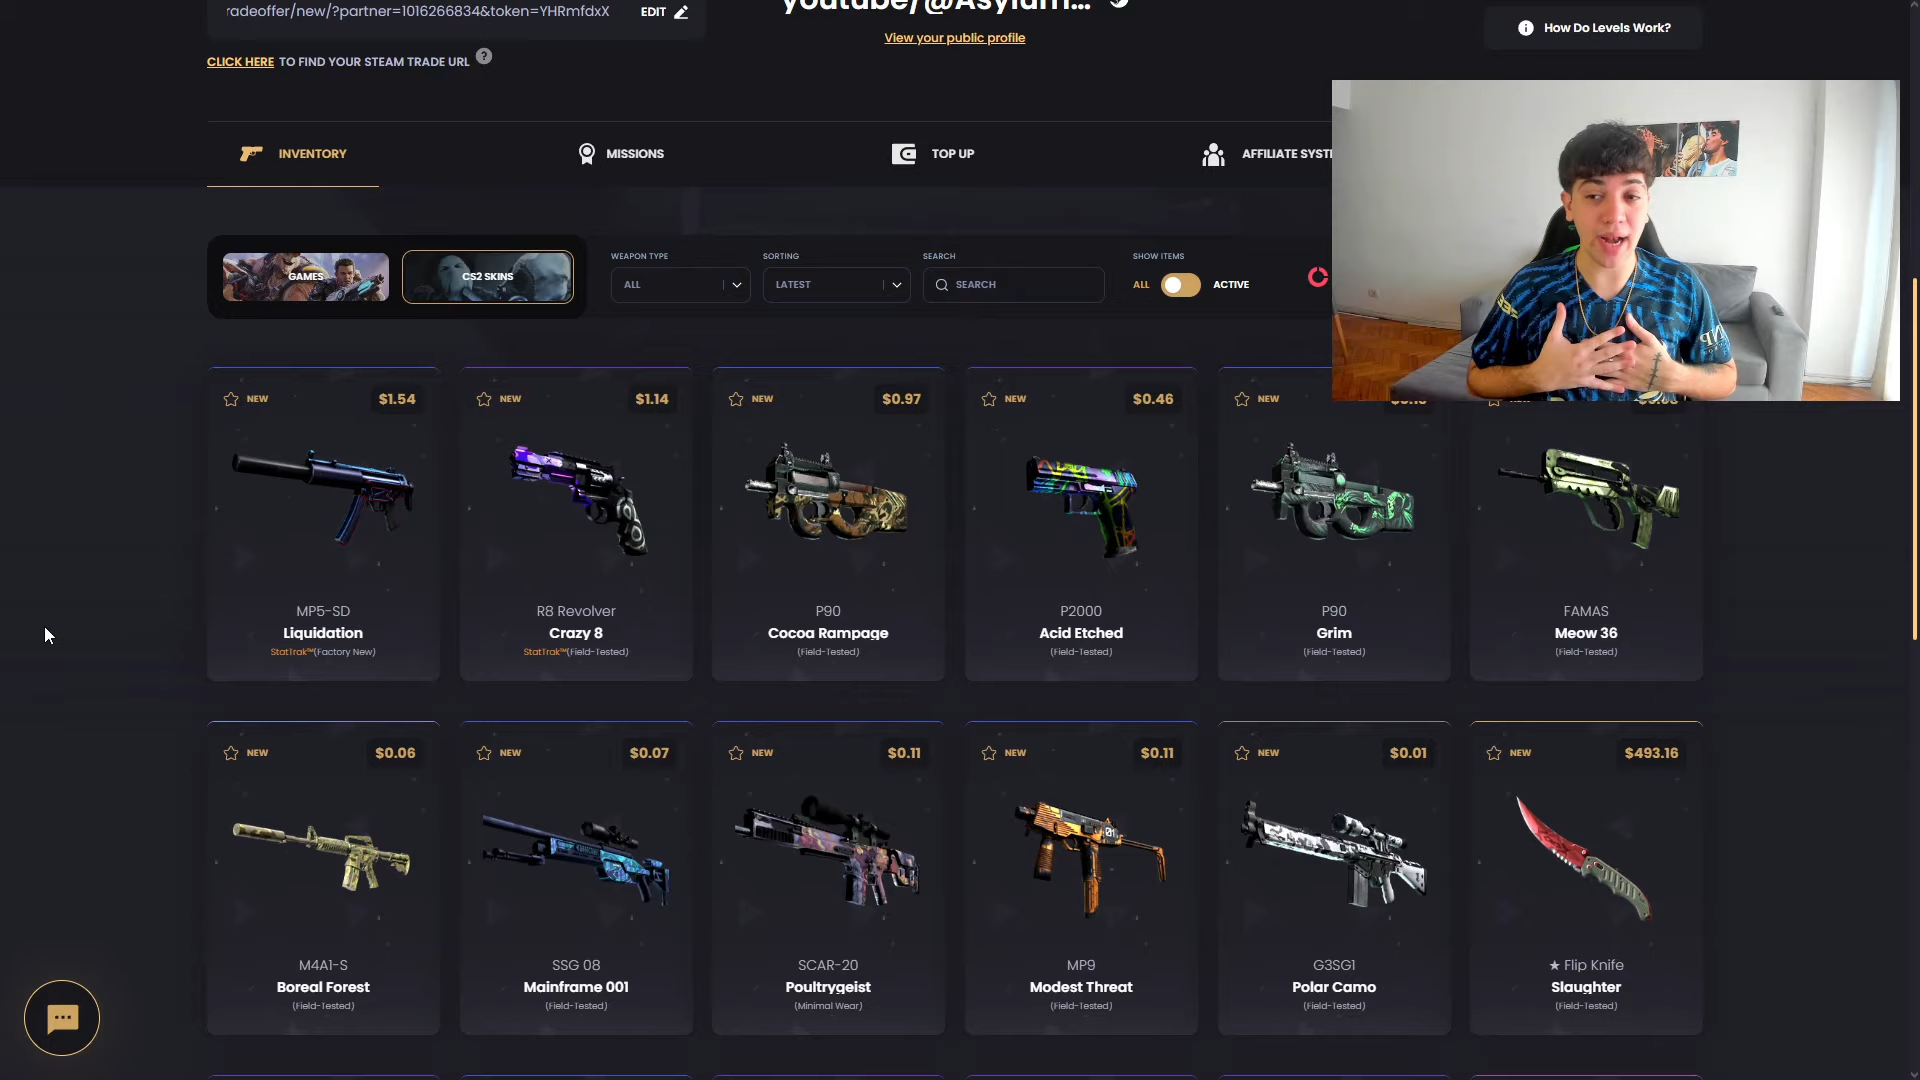 radeoffer/new/?partner=1016266834&token=YHRmfdxX
EDIT
youtube/@Asylum...
View your public profile
How Do Levels Work?
CLICK HERE TO FIND YOUR STEAM TRADE URL ?
INVENTORY
MISSIONS
TOP UP
AFFILIATE SYST
GAMES
CS2 SKINS
WEAPON TYPE
ALL
SORTING
LATEST
SEARCH
SEARCH
SHOW ITEMS
ALL
ACTIVE
NEW $1.54
MP5-SD
Liquidation
StatTrak™(Factory New)
NEW $1.14
R8 Revolver
Crazy 8
StatTrak™(Field-Tested)
NEW $0.97
P90
Cocoa Rampage
(Field-Tested)
NEW $0.46
P2000
Acid Etched
(Field-Tested)
NEW
P90
Grim
(Field-Tested)
FAMAS
Meow 36
(Field-Tested)
NEW $0.06
M4A1-S
Boreal Forest
(Field-Tested)
NEW $0.07
SSG 08
Mainframe 001
(Field-Tested)
NEW $0.11
SCAR-20
Poultrygeist
(Minimal Wear)
NEW $0.11
MP9
Modest Threat
(Field-Tested)
NEW $0.01
G3SG1
Polar Camo
(Field-Tested)
NEW $493.16
★ Flip Knife
Slaughter
(Field-Tested)